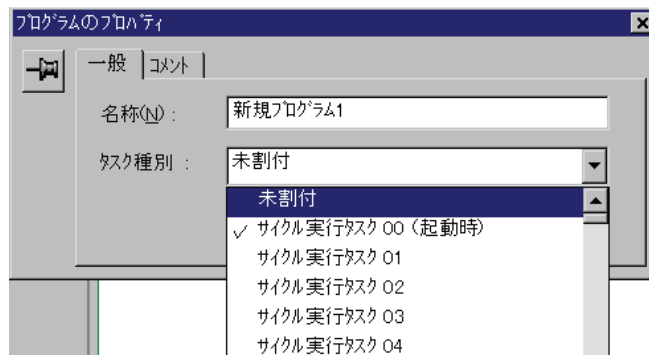 ﾌﾟﾛｸﾞﾗﾑのﾌﾟﾛﾊﾟﾃｨ
一般 ｺﾒﾝﾄ
名称(N) : 新規ﾌﾟﾛｸﾞﾗﾑ1
ﾀｽｸ種別 : 未割付
未割付
✓ ｻｲｸﾙ実行ﾀｽｸ 00（起動時）
ｻｲｸﾙ実行ﾀｽｸ 01
ｻｲｸﾙ実行ﾀｽｸ 02
ｻｲｸﾙ実行ﾀｽｸ 03
ｻｲｸﾙ実行ﾀｽｸ 04